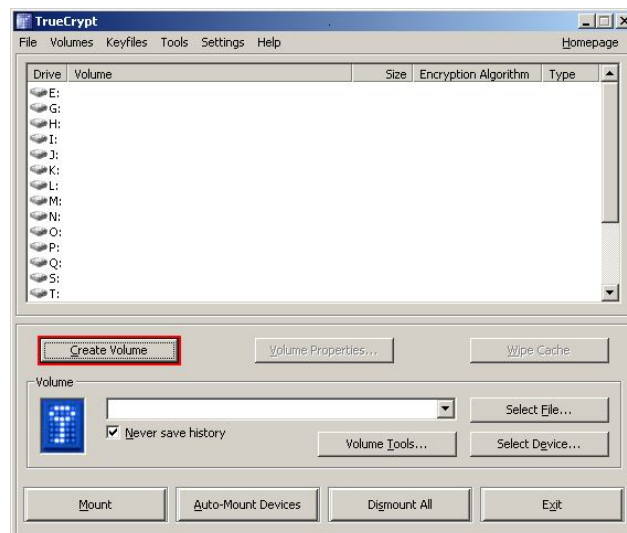 TrueCrypt
File Volumes Keyfiles Tools Settings Help Homepage
Drive Volume Size Encryption Algorithm Type
E:
G:
H:
I:
J:
K:
L:
M:
N:
O:
P:
Q:
S:
T:
Create Volume Volume Properties... Wipe Cache
Volume
Select File...
Never save history
Volume Tools... Select Device...
Mount Auto-Mount Devices Dismount All Exit